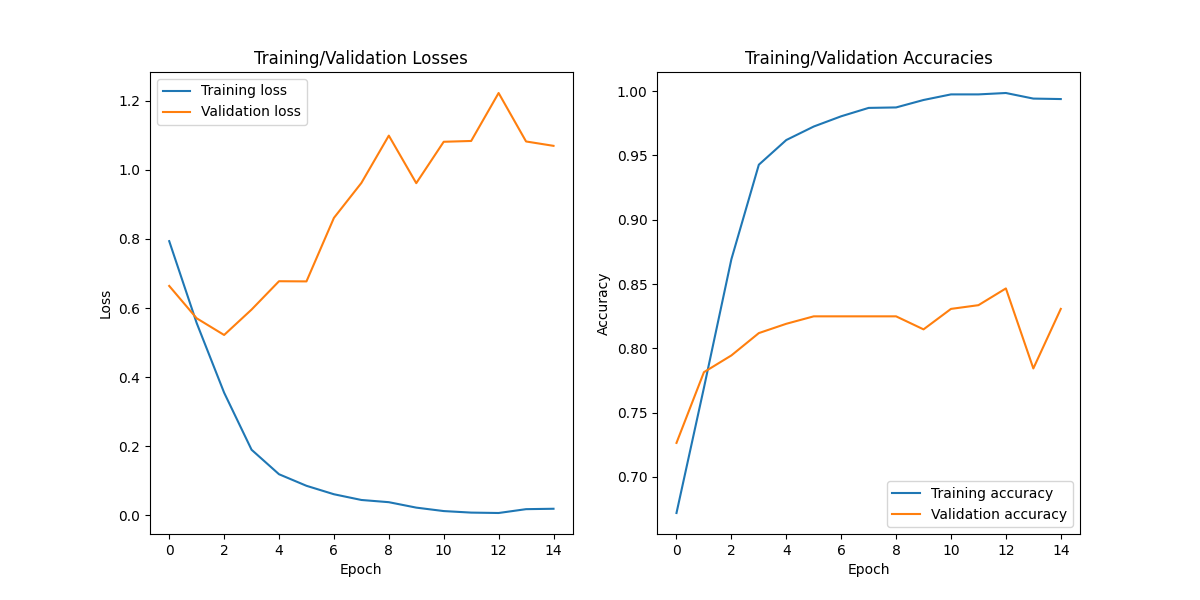 Training/Validation Losses
Training loss
Validation loss
Loss
1.2
1.0
0.8
0.6
0.4
0.2
0.0
0 2 4 6 8 10 12 14
Epoch
Training/Validation Accuracies
Accuracy
1.00
0.95
0.90
0.85
0.80
0.75
0.70
Training accuracy
Validation accuracy
0 2 4 6 8 10 12 14
Epoch